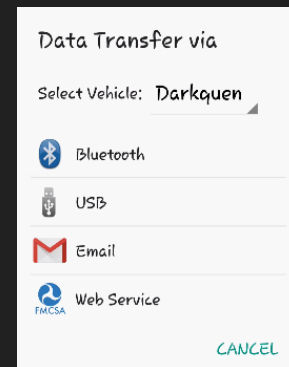 Data Transfer via
Select Vehicle: Darkquen
Bluetooth
USB
Email
FMCSA Web Service
CANCEL